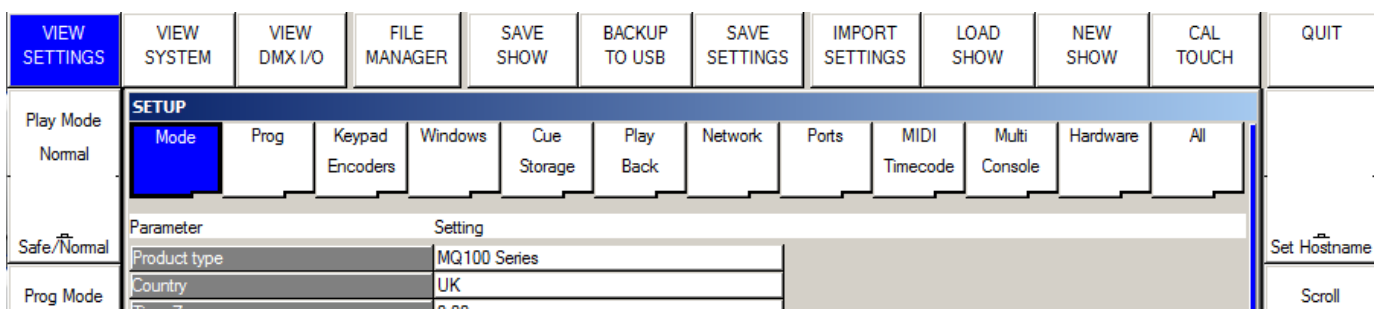 VIEW SETTINGS
VIEW SYSTEM
VIEW DMX I/O
FILE MANAGER
SAVE SHOW
BACKUP TO USB
SAVE SETTINGS
IMPORT SETTINGS
LOAD SHOW
NEW SHOW
CAL TOUCH
QUIT
Play Mode
Normal
Safe/Normal
Prog Mode
SETUP
Mode
Prog
Keypad Encoders
Windows
Cue Storage
Play Back
Network
Ports
MIDI Timecode
Multi Console
Hardware
All
Parameter Setting
Product type MQ100 Series
Country UK
Set Hostname
Scroll